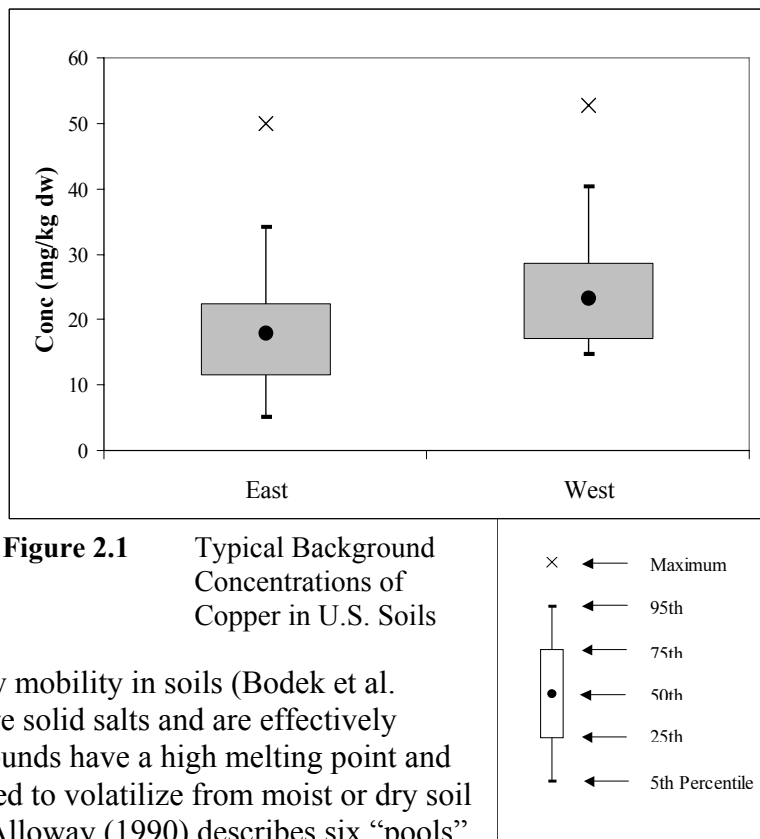 60
50
40
30
20
10
0
Conc (mg/kg dw)
East West
Figure 2.1 Typical Background
Concentrations of
Copper in U.S. Soils
Maximum
95th
75th
50th
25th
5th Percentile
mobility in soils (Bodek et al.
solid salts and are effectively
have a high melting point and
to volatilize from moist or dry soil
Alloway (1990) describes six “pools”